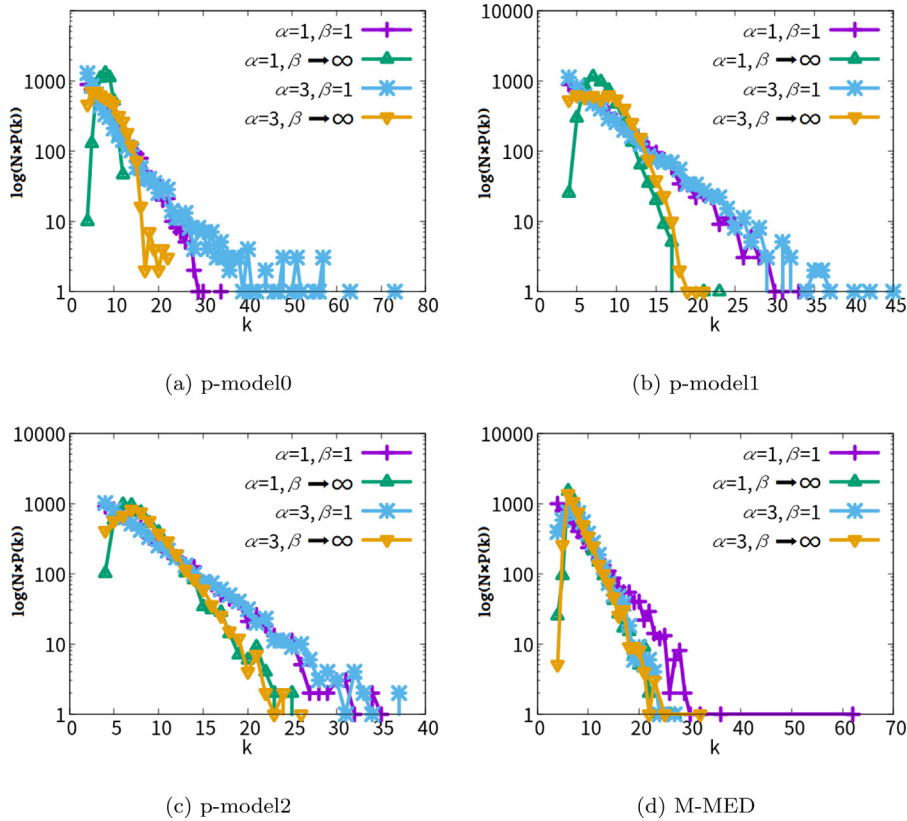 log(N×P(k))
10000
1000
100
10
1
α=1, β=1
α=1, β → ∞
α=3, β=1
α=3, β → ∞
0 10 20 30 40 50 60 70 80
k
(a) p-model0
log(N×P(k))
10000
1000
100
10
1
α=1, β=1
α=1, β → ∞
α=3, β=1
α=3, β → ∞
0 5 10 15 20 25 30 35 40 45
k
(b) p-model1
log(N×P(k))
10000
1000
100
10
1
α=1, β=1
α=1, β → ∞
α=3, β=1
α=3, β → ∞
0 5 10 15 20 25 30 35 40
k
(c) p-model2
log(N×P(k))
10000
1000
100
10
1
α=1, β=1
α=1, β → ∞
α=3, β=1
α=3, β → ∞
0 10 20 30 40 50 60 70
k
(d) M-MED